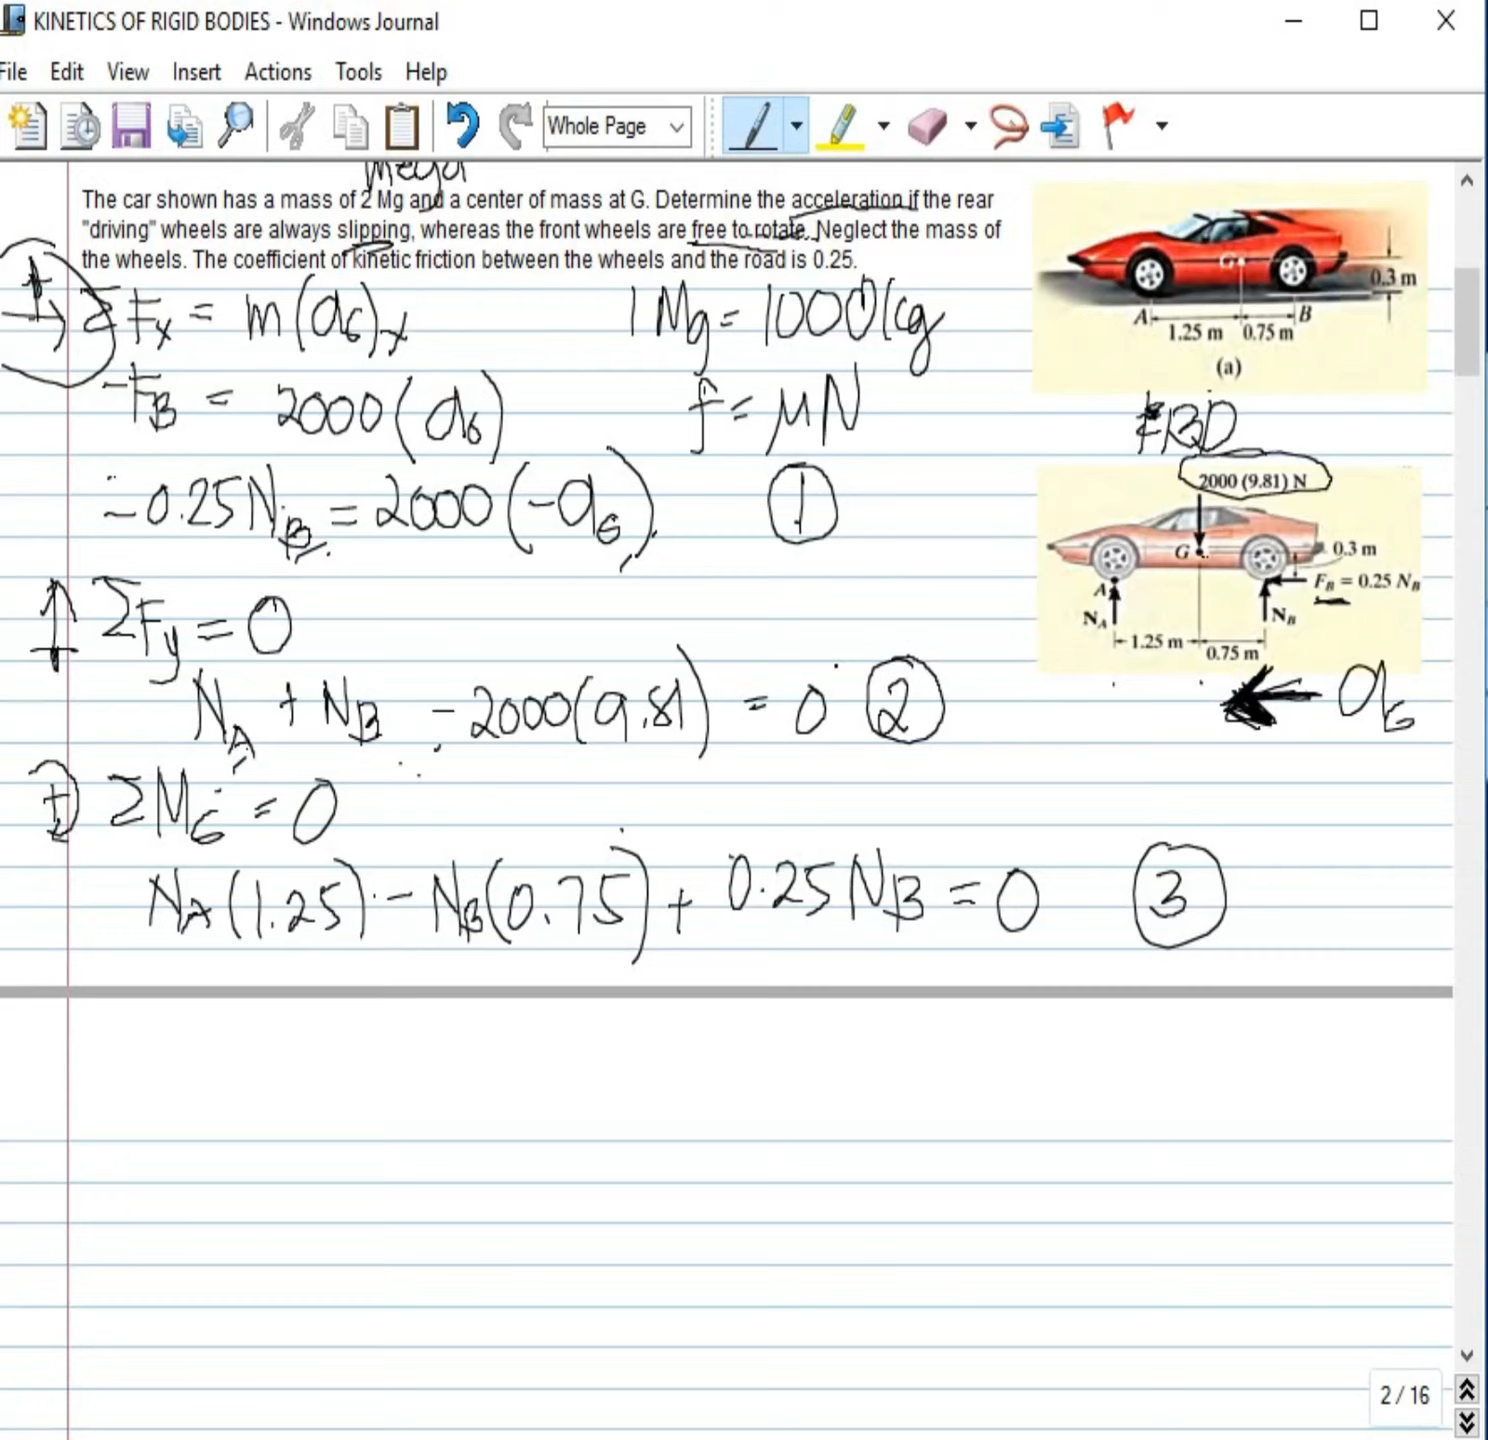 KINETICS OF RIGID BODIES - Windows Journal
File Edit View Insert Actions Tools Help
Whole Page
Mega
The car shown has a mass of 2 Mg and a center of mass at G. Determine the acceleration if the rear
"driving" wheels are always slipping, whereas the front wheels are free to rotate. Neglect the mass of
the wheels. The coefficient of kinetic friction between the wheels and the road is 0.25.
G
0.3 m
A B
1.25 m 0.75 m
(a)
+→ ΣFx = m(aG)x
1 Mg = 1000 kg
-FB = 2000(aG)
f = μN
FBD
-0.25NB = 2000(-aG) ①
2000 (9.81) N
G
0.3 m
A
FB = 0.25 NB
NA NB
1.25 m
0.75 m
aG
+↑ ΣFy = 0
NA + NB - 2000(9.81) = 0 ②
ΣMG = 0
NA(1.25) - NB(0.75) + 0.25NB = 0 ③
2 / 16